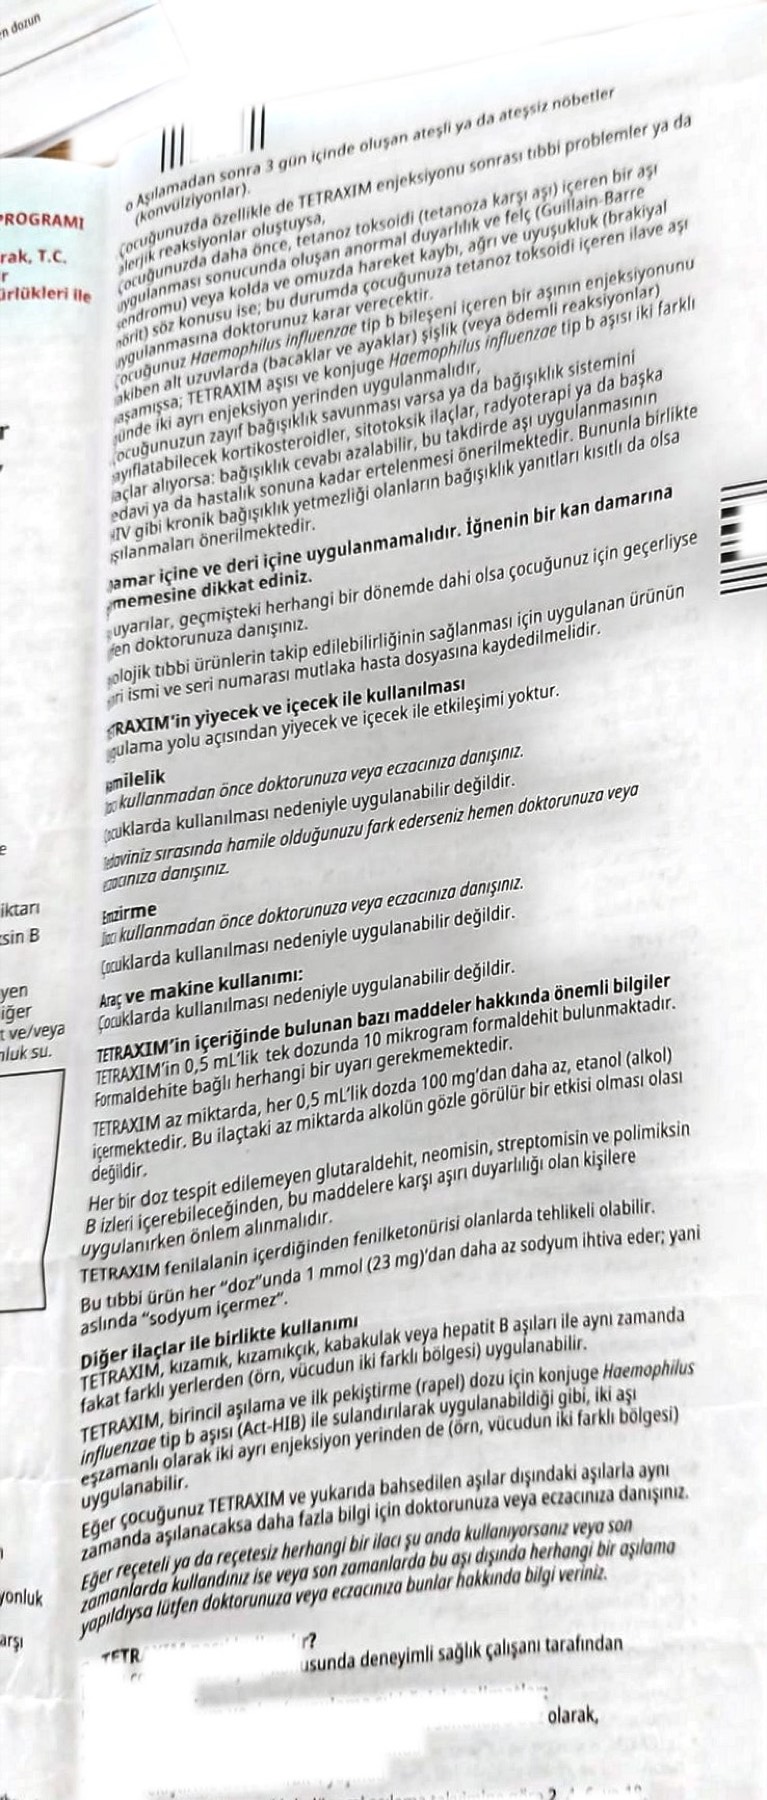 en dozun
PROGRAMI
rak, T.C.
r
ürlükleri ile
r
e
iktarı
sin B
yen
iğer
t ve/veya
nluk su.
yonluk
arşı
o Aşılamadan sonra 3 gün içinde oluşan ateşli ya da ateşsiz nöbetler
(konvülziyonlar).
çocuğunuzda özellikle de TETRAXIM enjeksiyonu sonrası tıbbi problemler ya da
alerjik reaksiyonlar oluştuysa,
çocuğunuzda daha önce, tetanoz toksoidi (tetanoza karşı aşı) içeren bir aşı
uygulanması sonucunda oluşan anormal duyarlılık ve felç (Guillain-Barre
sendromu) veya kolda ve omuzda hareket kaybı, ağrı ve uyuşukluk (brakiyal
nörit) söz konusu ise; bu durumda çocuğunuza tetanoz toksoidi içeren ilave aşı
uygulanmasına doktorunuz karar verecektir.
çocuğunuz Haemophilus influenzae tip b bileşeni içeren bir aşının enjeksiyonunu
akiben alt uzuvlarda (bacaklar ve ayaklar) şişlik (veya ödemli reaksiyonlar)
aşamışsa; TETRAXIM aşısı ve konjuge Haemophilus influenzae tip b aşısı iki farklı
günde iki ayrı enjeksiyon yerinden uygulanmalıdır,
ocuğunuzun zayıf bağışıklık savunması varsa ya da bağışıklık sistemini
ayıflatabilecek kortikosteroidler, sitotoksik ilaçlar, radyoterapi ya da başka
açlar alıyorsa: bağışıklık cevabı azalabilir, bu takdirde aşı uygulanmasının
edavi ya da hastalık sonuna kadar ertelenmesi önerilmektedir. Bununla birlikte
IV gibi kronik bağışıklık yetmezliği olanların bağışıklık yanıtları kısıtlı da olsa
şılanmaları önerilmektedir.
amar içine ve deri içine uygulanmamalıdır. İğnenin bir kan damarına
memesine dikkat ediniz.
uyarılar, geçmişteki herhangi bir dönemde dahi olsa çocuğunuz için geçerliyse
fen doktorunuza danışınız.
olojik tıbbi ürünlerin takip edilebilirliğinin sağlanması için uygulanan ürünün
ri ismi ve seri numarası mutlaka hasta dosyasına kaydedilmelidir.
TRAXIM'in yiyecek ve içecek ile kullanılması
gulama yolu açısından yiyecek ve içecek ile etkileşimi yoktur.
amilelik
kullanmadan önce doktorunuza veya eczacınıza danışınız.
Çocuklarda kullanılması nedeniyle uygulanabilir değildir.
Tedaviniz sırasında hamile olduğunuzu fark ederseniz hemen doktorunuza veya
eczacınıza danışınız.
Emzirme
İlacı kullanmadan önce doktorunuza veya eczacınıza danışınız.
Çocuklarda kullanılması nedeniyle uygulanabilir değildir.
Araç ve makine kullanımı:
Çocuklarda kullanılması nedeniyle uygulanabilir değildir.
TETRAXIM'in içeriğinde bulunan bazı maddeler hakkında önemli bilgiler
TETRAXIM'in 0,5 mL'lik tek dozunda 10 mikrogram formaldehit bulunmaktadır.
Formaldehite bağlı herhangi bir uyarı gerekmemektedir.
TETRAXIM az miktarda, her 0,5 mL'lik dozda 100 mg'dan daha az, etanol (alkol)
içermektedir. Bu ilaçtaki az miktarda alkolün gözle görülür bir etkisi olması olası
değildir.
Her bir doz tespit edilemeyen glutaraldehit, neomisin, streptomisin ve polimiksin
B izleri içerebileceğinden, bu maddelere karşı aşırı duyarlılığı olan kişilere
uygulanırken önlem alınmalıdır.
TETRAXIM fenilalanin içerdiğinden fenilketonürisi olanlarda tehlikeli olabilir.
Bu tıbbi ürün her "doz"unda 1 mmol (23 mg)'dan daha az sodyum ihtiva eder; yani
aslında "sodyum içermez".
Diğer ilaçlar ile birlikte kullanımı
TETRAXIM, kızamık, kızamıkçık, kabakulak veya hepatit B aşıları ile aynı zamanda
fakat farklı yerlerden (örn, vücudun iki farklı bölgesi) uygulanabilir.
TETRAXIM, birincil aşılama ve ilk pekiştirme (rapel) dozu için konjuge Haemophilus
influenzae tip b aşısı (Act-HIB) ile sulandırılarak uygulanabildiği gibi, iki aşı
eşzamanlı olarak iki ayrı enjeksiyon yerinden de (örn, vücudun iki farklı bölgesi)
uygulanabilir.
Eğer çocuğunuz TETRAXIM ve yukarıda bahsedilen aşılar dışındaki aşılarla aynı
zamanda aşılanacaksa daha fazla bilgi için doktorunuza veya eczacınıza danışınız.
Eğer reçeteli ya da reçetesiz herhangi bir ilacı şu anda kullanıyorsanız veya son
zamanlarda kullandınız ise veya son zamanlarda bu aşı dışında herhangi bir aşılama
yapıldıysa lütfen doktorunuza veya eczacınıza bunlar hakkında bilgi veriniz.
TETR r?
usunda deneyimli sağlık çalışanı tarafından
olarak,